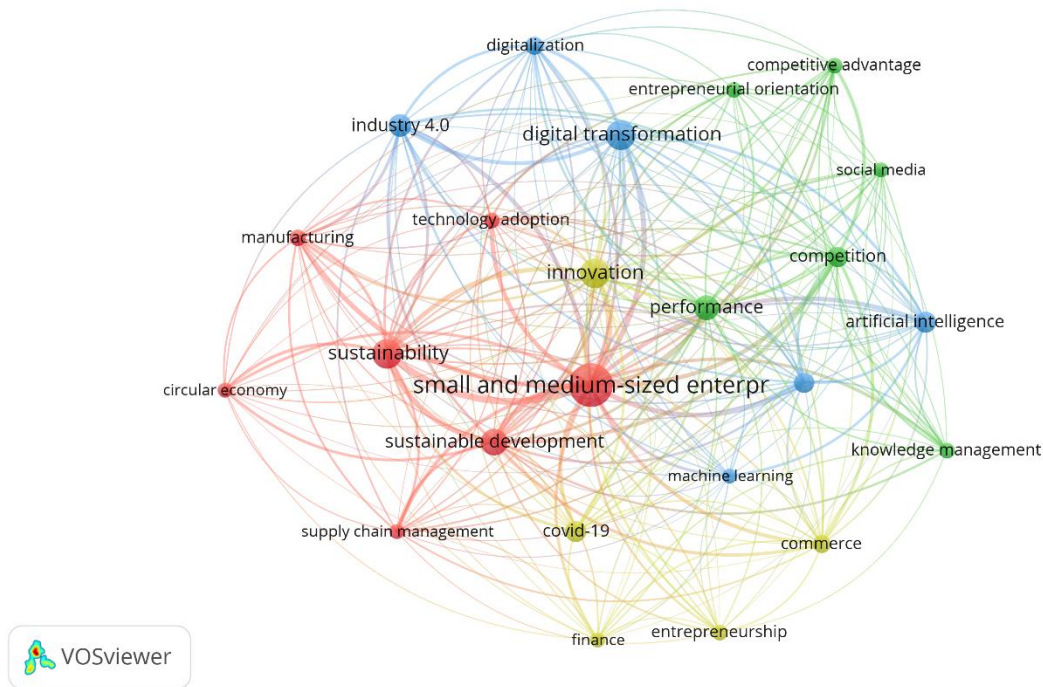 digitalization
competitive advantage
entrepreneurial orientation
industry 4.0
digital transformation
social media
technology adoption
manufacturing
competition
innovation
performance
artificial intelligence
sustainability
small and medium-sized enterpr
circular economy
sustainable development
knowledge management
machine learning
supply chain management
covid-19
commerce
entrepreneurship
finance
VOSviewer